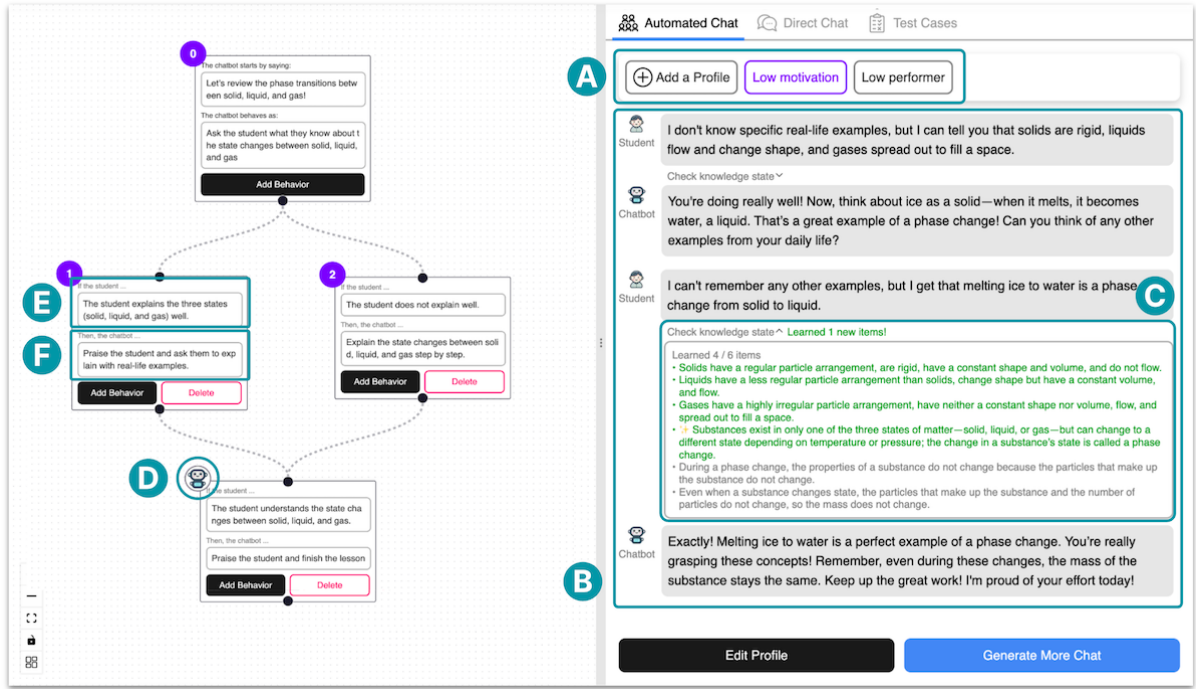 0
The chatbot starts by saying:
Let's review the phase transitions betw
een solid, liquid, and gas!
The chatbot behaves as:
Ask the student what they know about t
he state changes between solid, liquid,
and gas
Add Behavior
1
If the student ...
The student explains the three states
(solid, liquid, and gas) well.
Then, the chatbot ...
Praise the student and ask them to exp
lain with real-life examples.
Add Behavior
Delete
E
F
2
If the student ...
The student does not explain well.
Then, the chatbot ...
Explain the state changes between soli
d, liquid, and gas step by step.
Add Behavior
Delete
D
If the student ...
The student understands the state cha
nges between solid, liquid, and gas.
Then, the chatbot ...
Praise the student and finish the lesson
Add Behavior
Delete
Automated Chat
Direct Chat
Test Cases
A
Add a Profile
Low motivation
Low performer
Student
I don't know specific real-life examples, but I can tell you that solids are rigid, liquids
flow and change shape, and gases spread out to fill a space.
Check knowledge state
Chatbot
You're doing really well! Now, think about ice as a solid—when it melts, it becomes
water, a liquid. That's a great example of a phase change! Can you think of any other
examples from your daily life?
Student
I can't remember any other examples, but I get that melting ice to water is a phase
change from solid to liquid.
C
Check knowledge state Learned 1 new items!
Learned 4 / 6 items
• Solids have a regular particle arrangement, are rigid, have a constant shape and volume, and do not flow.
• Liquids have a less regular particle arrangement than solids, change shape but have a constant volume,
and flow.
• Gases have a highly irregular particle arrangement, have neither a constant shape nor volume, flow, and
spread out to fill a space.
• ✨ Substances exist in only one of the three states of matter—solid, liquid, or gas—but can change to a
different state depending on temperature or pressure; the change in a substance's state is called a phase
change.
• During a phase change, the properties of a substance do not change because the particles that make up
the substance do not change.
• Even when a substance changes state, the particles that make up the substance and the number of
particles do not change, so the mass does not change.
Chatbot
Exactly! Melting ice to water is a perfect example of a phase change. You're really
grasping these concepts! Remember, even during these changes, the mass of the
substance stays the same. Keep up the great work! I'm proud of your effort today!
B
Edit Profile
Generate More Chat